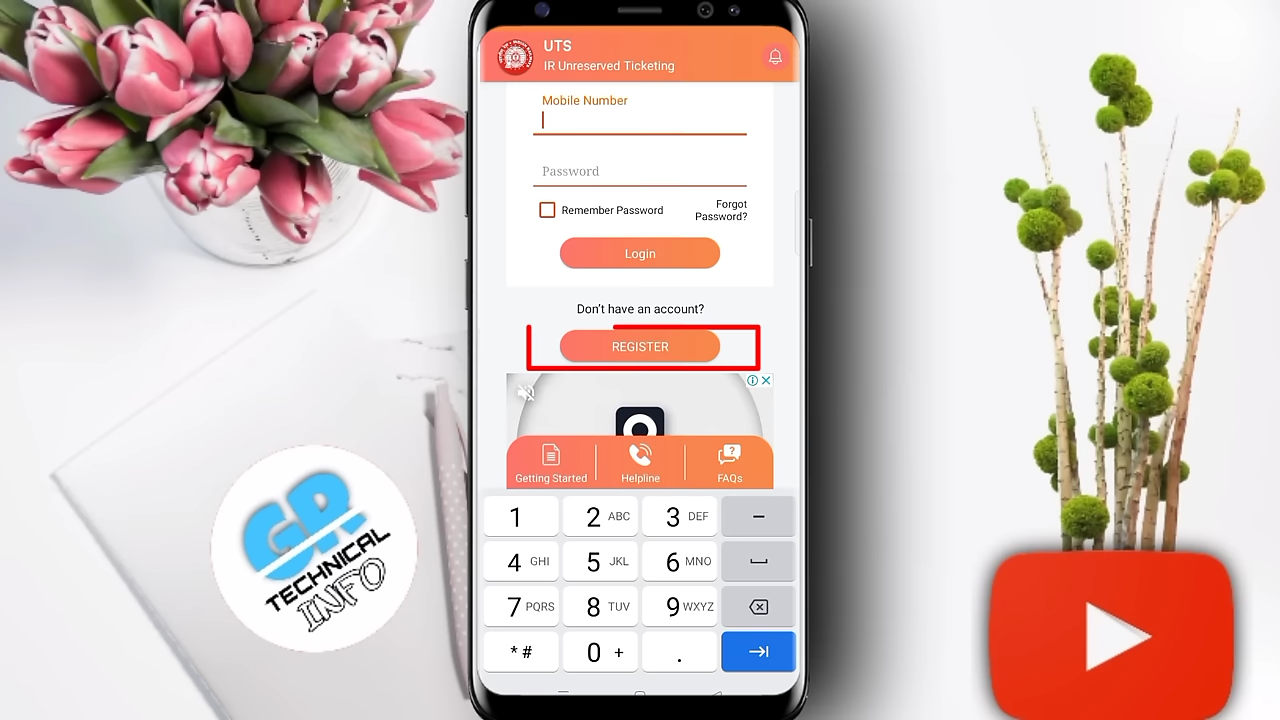 UTS
IR Unreserved Ticketing
Mobile Number
Password
Remember Password
Forgot
Password?
Login
Don't have an account?
REGISTER
Getting Started
Helpline
FAQs
1
2 ABC
3 DEF
4 GHI
5 JKL
6 MNO
7 PQRS
8 TUV
9 WXYZ
* #
0 +
.
GR
TECHNICAL
INFO